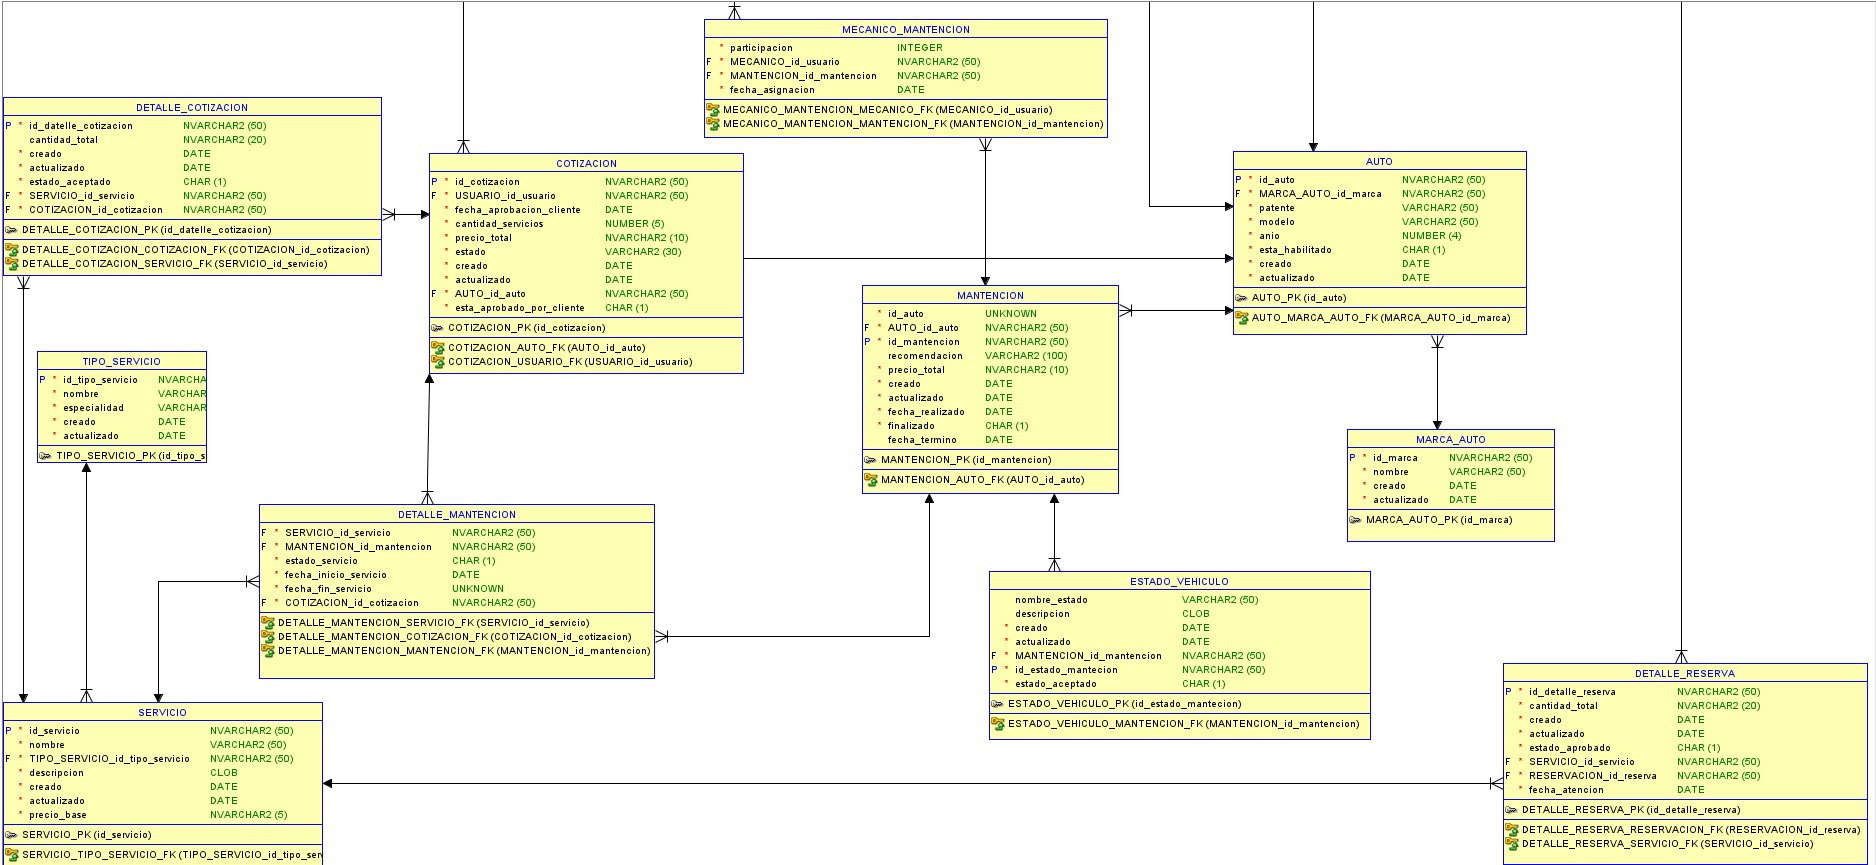 MECANICO_MANTENCION
* participacion INTEGER
F * MECANICO_id_usuario NVARCHAR2 (50)
F * MANTENCION_id_mantencion NVARCHAR2 (50)
* fecha_asignacion DATE
MECANICO_MANTENCION_MECANICO_FK (MECANICO_id_usuario)
MECANICO_MANTENCION_MANTENCION_FK (MANTENCION_id_mantencion)
DETALLE_COTIZACION
P * id_datelle_cotizacion NVARCHAR2 (50)
cantidad_total NVARCHAR2 (20)
* creado DATE
* actualizado DATE
* estado_aceptado CHAR (1)
F * SERVICIO_id_servicio NVARCHAR2 (50)
F * COTIZACION_id_cotizacion NVARCHAR2 (50)
DETALLE_COTIZACION_PK (id_datelle_cotizacion)
DETALLE_COTIZACION_COTIZACION_FK (COTIZACION_id_cotizacion)
DETALLE_COTIZACION_SERVICIO_FK (SERVICIO_id_servicio)
COTIZACION
P * id_cotizacion NVARCHAR2 (50)
F * USUARIO_id_usuario NVARCHAR2 (50)
* fecha_aprobacion_cliente DATE
* cantidad_servicios NUMBER (5)
* precio_total NVARCHAR2 (10)
* estado VARCHAR2 (30)
* creado DATE
* actualizado DATE
F * AUTO_id_auto NVARCHAR2 (50)
* esta_aprobado_por_cliente CHAR (1)
COTIZACION_PK (id_cotizacion)
COTIZACION_AUTO_FK (AUTO_id_auto)
COTIZACION_USUARIO_FK (USUARIO_id_usuario)
AUTO
P * id_auto NVARCHAR2 (50)
F * MARCA_AUTO_id_marca NVARCHAR2 (50)
* patente VARCHAR2 (50)
* modelo VARCHAR2 (50)
* anio NUMBER (4)
* esta_habilitado CHAR (1)
* creado DATE
* actualizado DATE
AUTO_PK (id_auto)
AUTO_MARCA_AUTO_FK (MARCA_AUTO_id_marca)
MANTENCION
* id_auto UNKNOWN
F * AUTO_id_auto NVARCHAR2 (50)
P * id_mantencion NVARCHAR2 (50)
recomendacion VARCHAR2 (100)
* precio_total NVARCHAR2 (10)
* creado DATE
* actualizado DATE
* fecha_realizado DATE
* finalizado CHAR (1)
fecha_termino DATE
MANTENCION_PK (id_mantencion)
MANTENCION_AUTO_FK (AUTO_id_auto)
TIPO_SERVICIO
P * id_tipo_servicio NVARCHA
* nombre VARCHAR
* especialidad VARCHAR
* creado DATE
* actualizado DATE
TIPO_SERVICIO_PK (id_tipo_s
MARCA_AUTO
P * id_marca NVARCHAR2 (50)
* nombre VARCHAR2 (50)
* creado DATE
* actualizado DATE
MARCA_AUTO_PK (id_marca)
DETALLE_MANTENCION
F * SERVICIO_id_servicio NVARCHAR2 (50)
F * MANTENCION_id_mantencion NVARCHAR2 (50)
* estado_servicio CHAR (1)
* fecha_inicio_servicio DATE
* fecha_fin_servicio UNKNOWN
F * COTIZACION_id_cotizacion NVARCHAR2 (50)
DETALLE_MANTENCION_SERVICIO_FK (SERVICIO_id_servicio)
DETALLE_MANTENCION_COTIZACION_FK (COTIZACION_id_cotizacion)
DETALLE_MANTENCION_MANTENCION_FK (MANTENCION_id_mantencion)
ESTADO_VEHICULO
nombre_estado VARCHAR2 (50)
descripcion CLOB
* creado DATE
* actualizado DATE
F * MANTENCION_id_mantencion NVARCHAR2 (50)
P * id_estado_mantecion NVARCHAR2 (50)
* estado_aceptado CHAR (1)
ESTADO_VEHICULO_PK (id_estado_mantecion)
ESTADO_VEHICULO_MANTENCION_FK (MANTENCION_id_mantencion)
SERVICIO
P * id_servicio NVARCHAR2 (50)
* nombre VARCHAR2 (50)
F * TIPO_SERVICIO_id_tipo_servicio NVARCHAR2 (50)
* descripcion CLOB
* creado DATE
* actualizado DATE
* precio_base NVARCHAR2 (5)
SERVICIO_PK (id_servicio)
SERVICIO_TIPO_SERVICIO_FK (TIPO_SERVICIO_id_tipo_ser
DETALLE_RESERVA
P * id_detalle_reserva NVARCHAR2 (50)
* cantidad_total NVARCHAR2 (20)
* creado DATE
* actualizado DATE
* estado_aprobado CHAR (1)
F * SERVICIO_id_servicio NVARCHAR2 (50)
F * RESERVACION_id_reserva NVARCHAR2 (50)
* fecha_atencion DATE
DETALLE_RESERVA_PK (id_detalle_reserva)
DETALLE_RESERVA_RESERVACION_FK (RESERVACION_id_reserva)
DETALLE_RESERVA_SERVICIO_FK (SERVICIO_id_servicio)